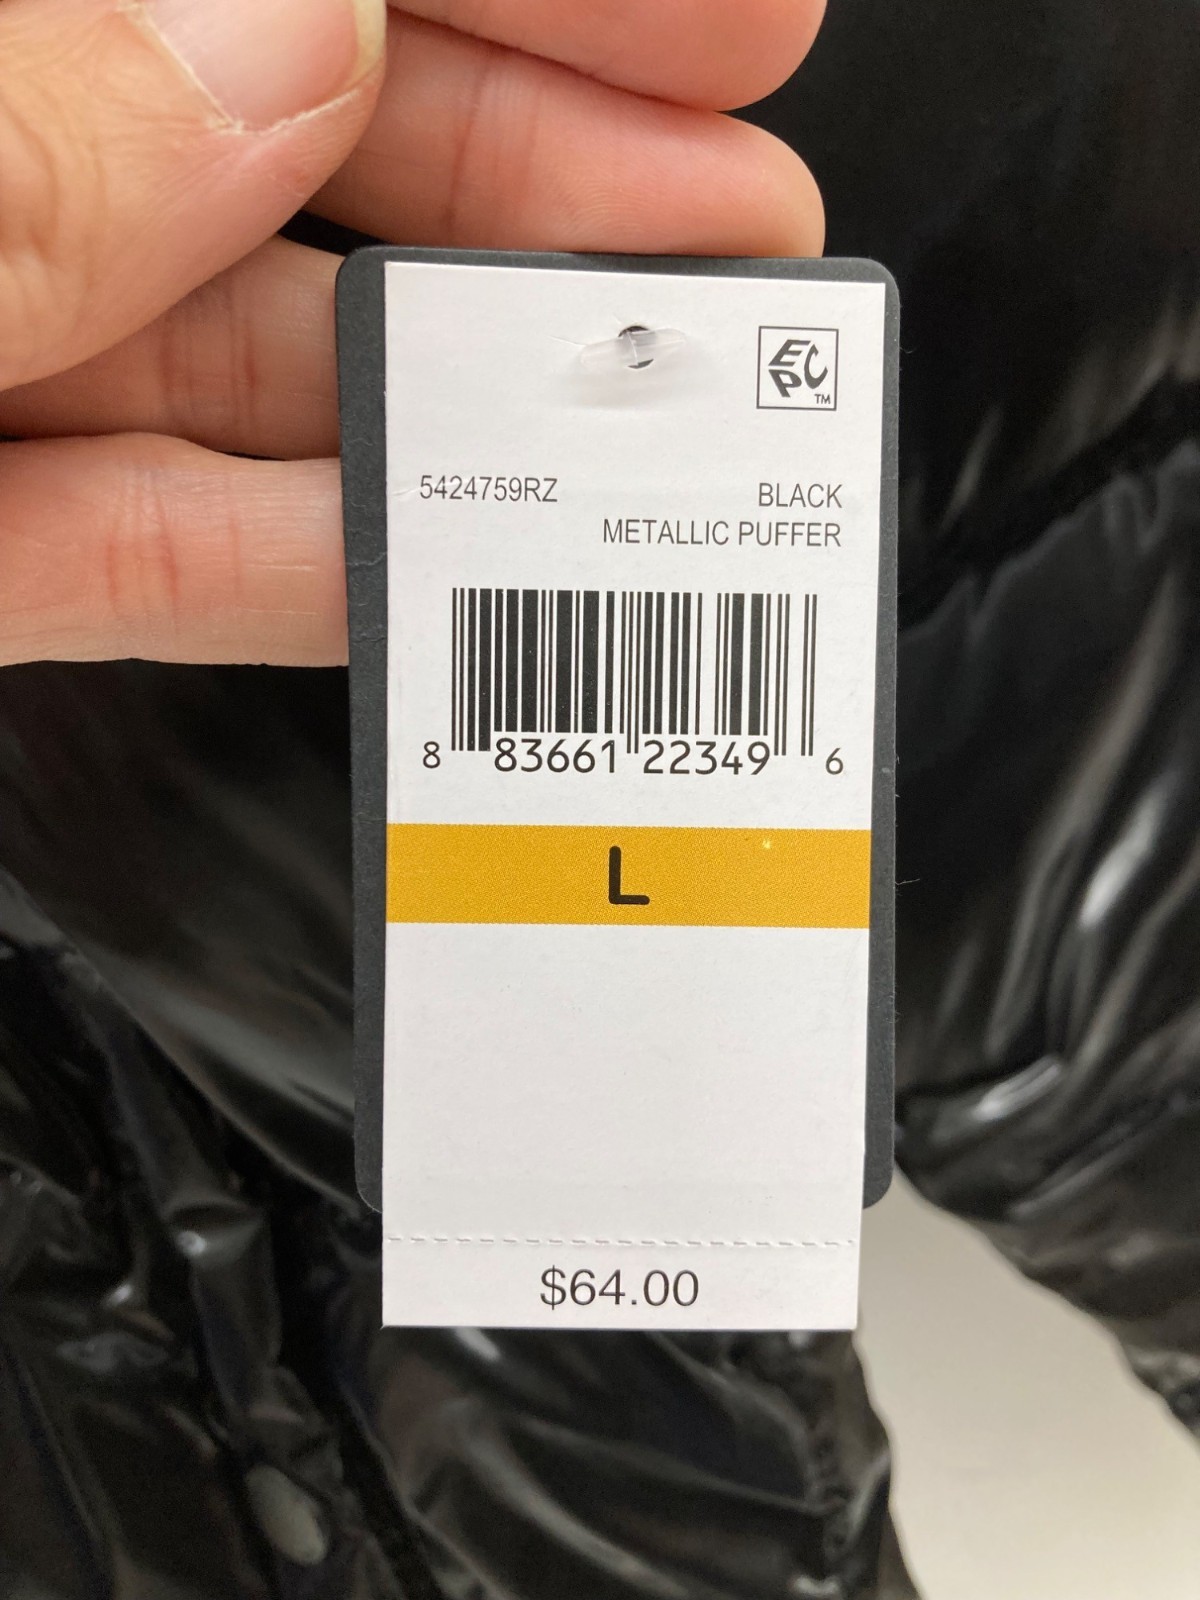 EPC
TM
5424759RZ
BLACK
METALLIC PUFFER
8 83661 22349 6
L
$64.00